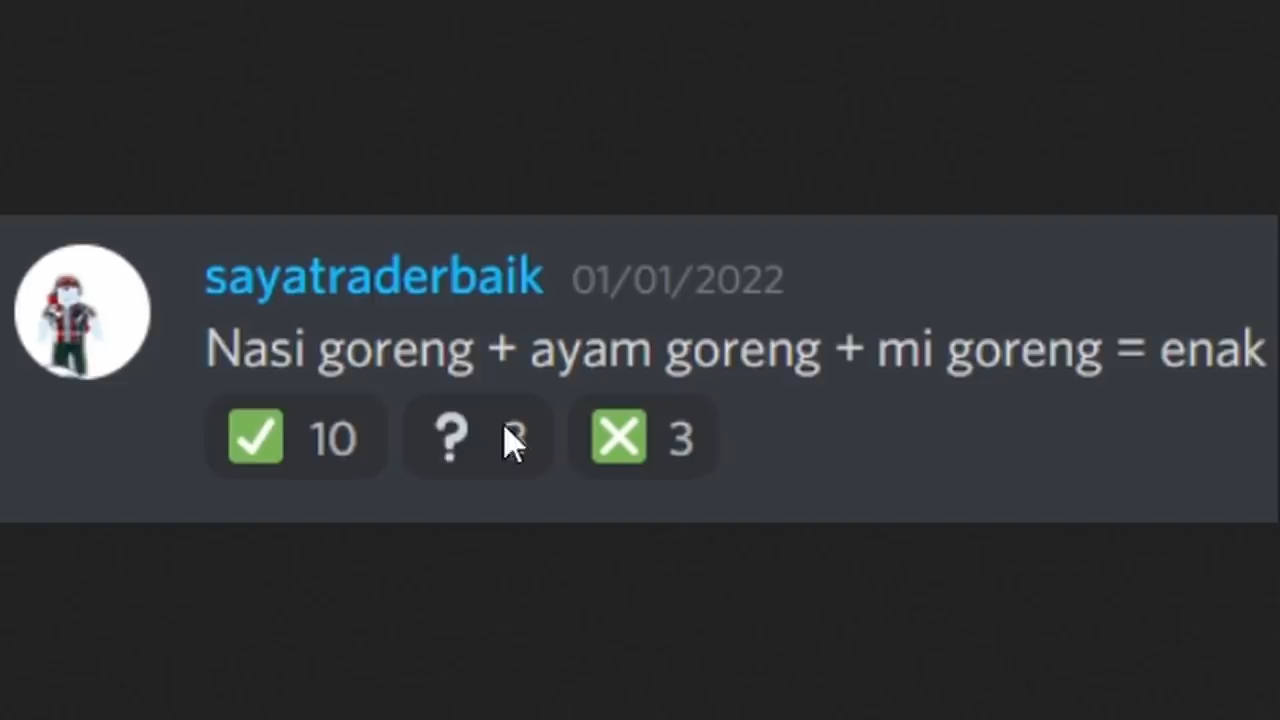 sayatraderbaik 01/01/2022
Nasi goreng + ayam goreng + mi goreng = enak
✅ 10 ❔ ❎ 3